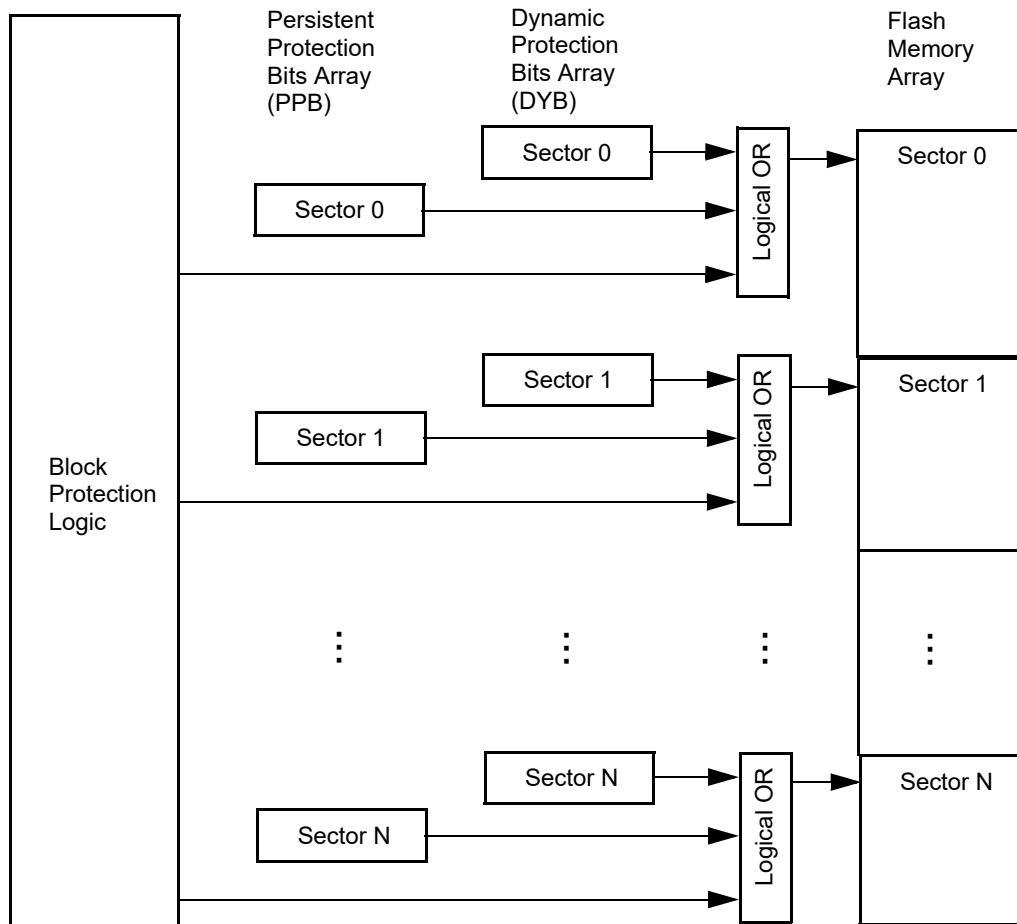 Persistent
Protection
Bits Array
(PPB)
Dynamic
Protection
Bits Array
(DYB)
Flash
Memory
Array
Sector 0
Sector 0
Logical OR
Sector 0
Sector 1
Sector 1
Logical OR
Sector 1
Block
Protection
Logic
⋮ ⋮ ⋮ ⋮
Sector N
Sector N
Logical OR
Sector N